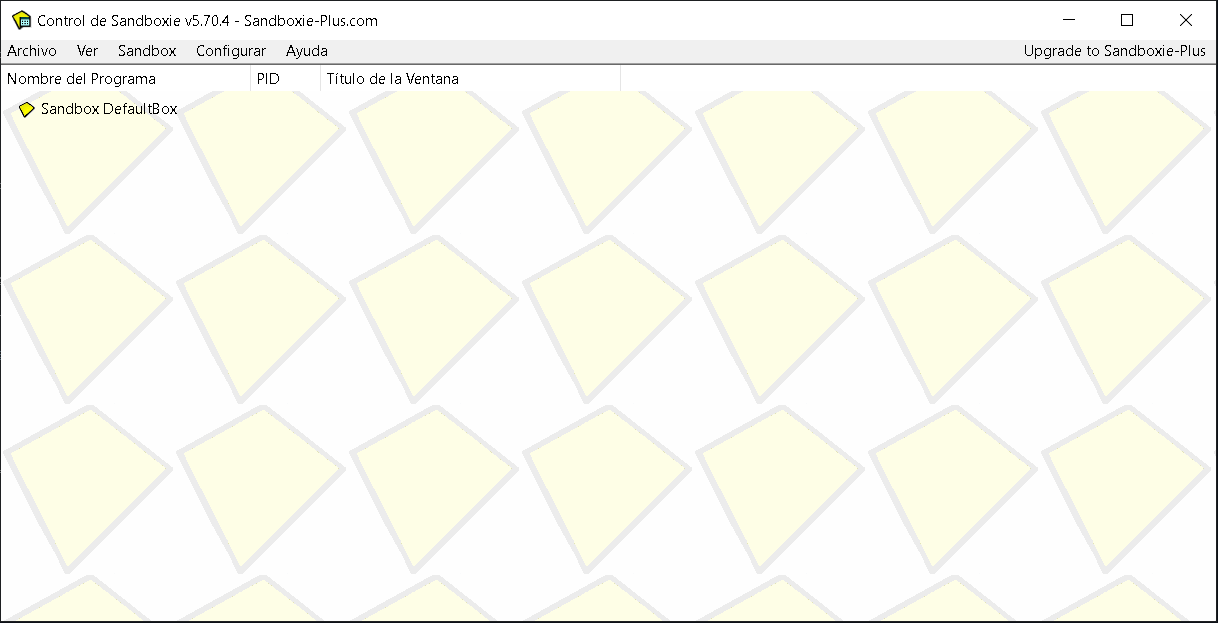 Control de Sandboxie v5.70.4 - Sandboxie-Plus.com
Archivo Ver Sandbox Configurar Ayuda Upgrade to Sandboxie-Plus
Nombre del Programa PID Título de la Ventana
Sandbox DefaultBox